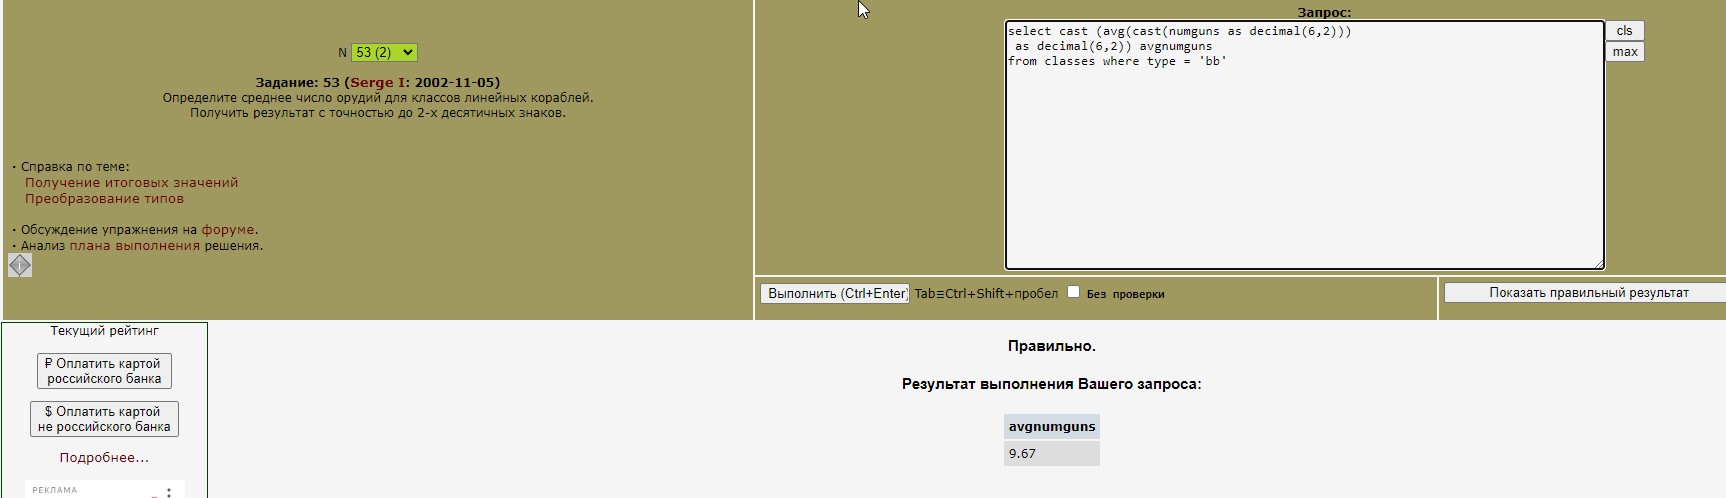 N 53 (2)
Задание: 53 (Serge I: 2002-11-05)
Определите среднее число орудий для классов линейных кораблей.
Получить результат с точностью до 2-х десятичных знаков.
· Справка по теме:
Получение итоговых значений
Преобразование типов
· Обсуждение упражнения на форуме.
· Анализ плана выполнения решения.
Запрос:
select cast (avg(cast(numguns as decimal(6,2)))
as decimal(6,2)) avgnumguns
from classes where type = 'bb'
cls
max
Выполнить (Ctrl+Enter) Tab≡Ctrl+Shift+пробел Без проверки
Показать правильный результат
Текущий рейтинг
₽ Оплатить картой
российского банка
$ Оплатить картой
не российского банка
Подробнее...
РЕКЛАМА
Правильно.
Результат выполнения Вашего запроса:
avgnumguns
9.67